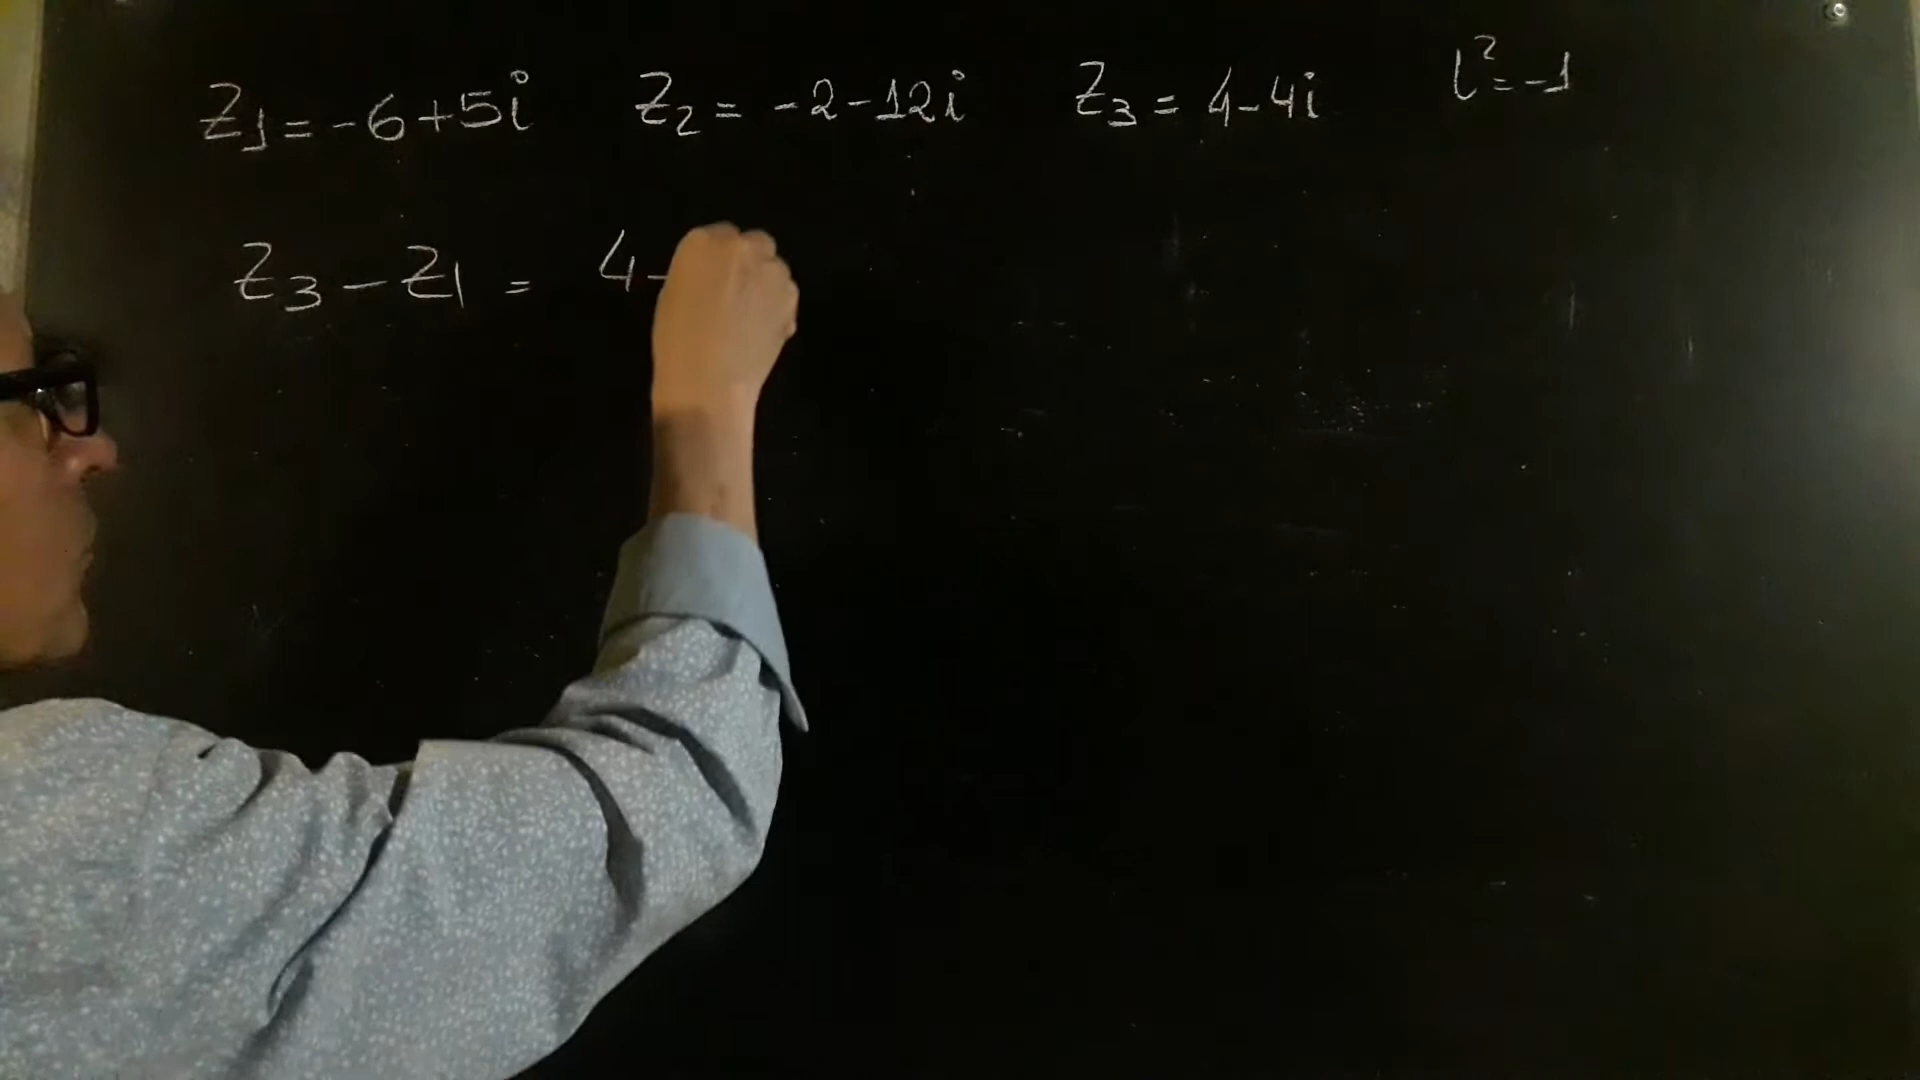 Z₁ = -6+5i Z₂ = -2-12i Z₃ = 4-4i i² = -1
Z₃ - Z₁ = 4-